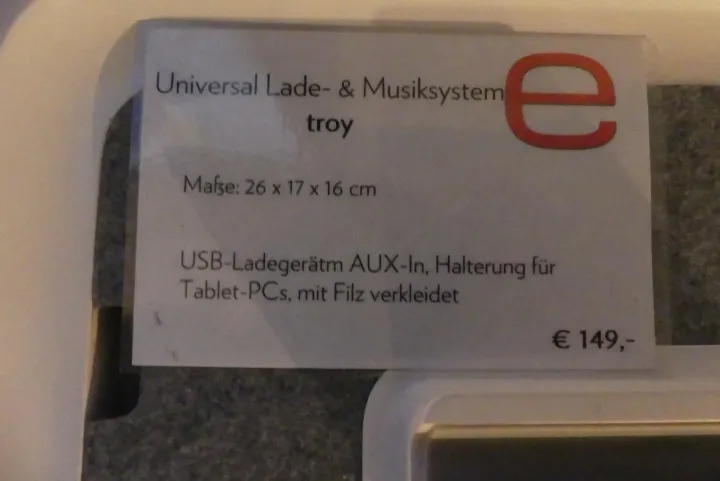 Universal Lade- & Musiksystem
e
troy
Maße: 26 x 17 x 16 cm
USB-Ladegerätm AUX-In, Halterung für
Tablet-PCs, mit Filz verkleidet
€ 149,-